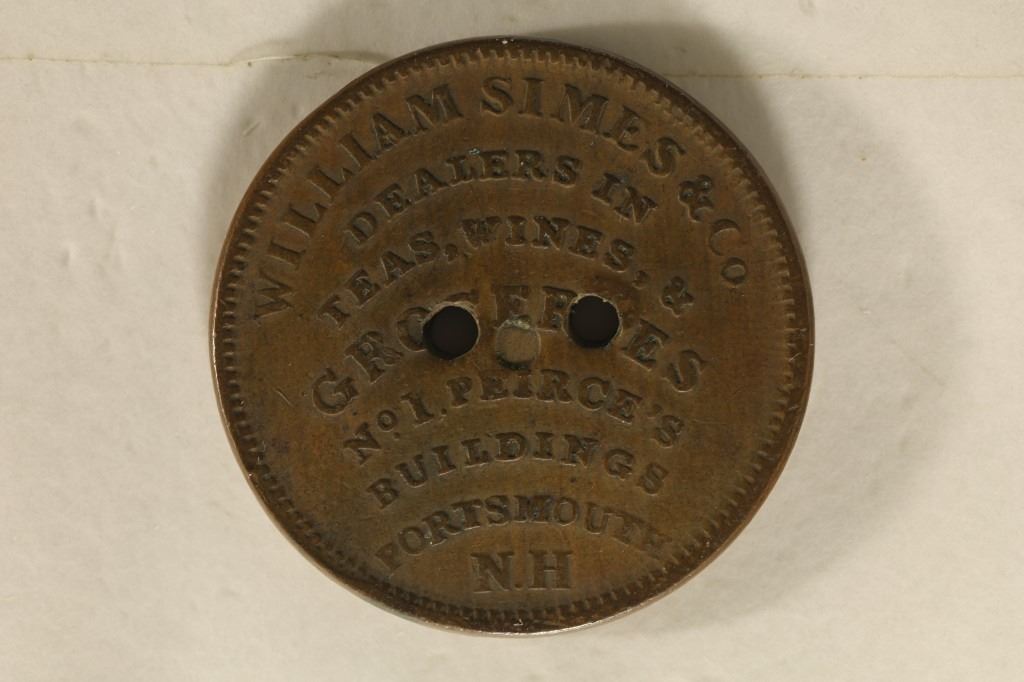 WILLIAM SIMES & Co
DEALERS IN
TEAS, WINES, &
GROCERIES
No 1, PEIRCE'S
BUILDINGS
PORTSMOUTH
N.H